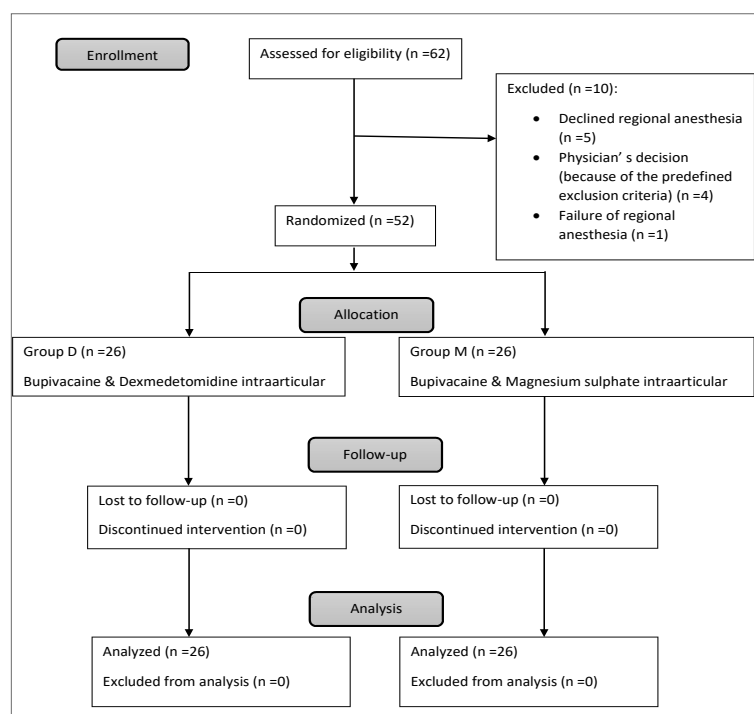 Enrollment
Assessed for eligibility (n =62)
Excluded (n =10):
• Declined regional anesthesia
(n =5)
• Physician’ s decision
(because of the predefined
exclusion criteria) (n =4)
• Failure of regional
anesthesia (n =1)
Randomized (n =52)
Allocation
Group D (n =26)
Bupivacaine & Dexmedetomidine intraarticular
Group M (n =26)
Bupivacaine & Magnesium sulphate intraarticular
Follow-up
Lost to follow-up (n =0)
Discontinued intervention (n =0)
Lost to follow-up (n =0)
Discontinued intervention (n =0)
Analysis
Analyzed (n =26)
Excluded from analysis (n =0)
Analyzed (n =26)
Excluded from analysis (n =0)